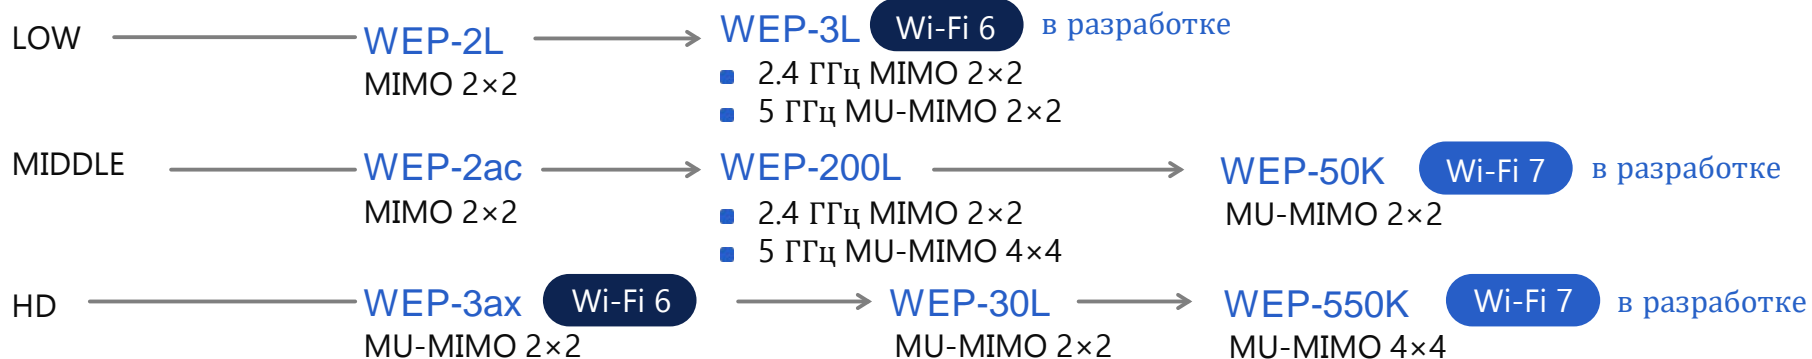 LOW WEP-2L WEP-3L Wi-Fi 6 в разработке
MIMO 2×2
2.4 ГГц MIMO 2×2
5 ГГц MU-MIMO 2×2
MIDDLE WEP-2ac WEP-200L WEP-50K Wi-Fi 7 в разработке
MIMO 2×2 2.4 ГГц MIMO 2×2 MU-MIMO 2×2
5 ГГц MU-MIMO 4×4
HD WEP-3ax Wi-Fi 6 WEP-30L WEP-550K Wi-Fi 7 в разработке
MU-MIMO 2×2 MU-MIMO 2×2 MU-MIMO 4×4